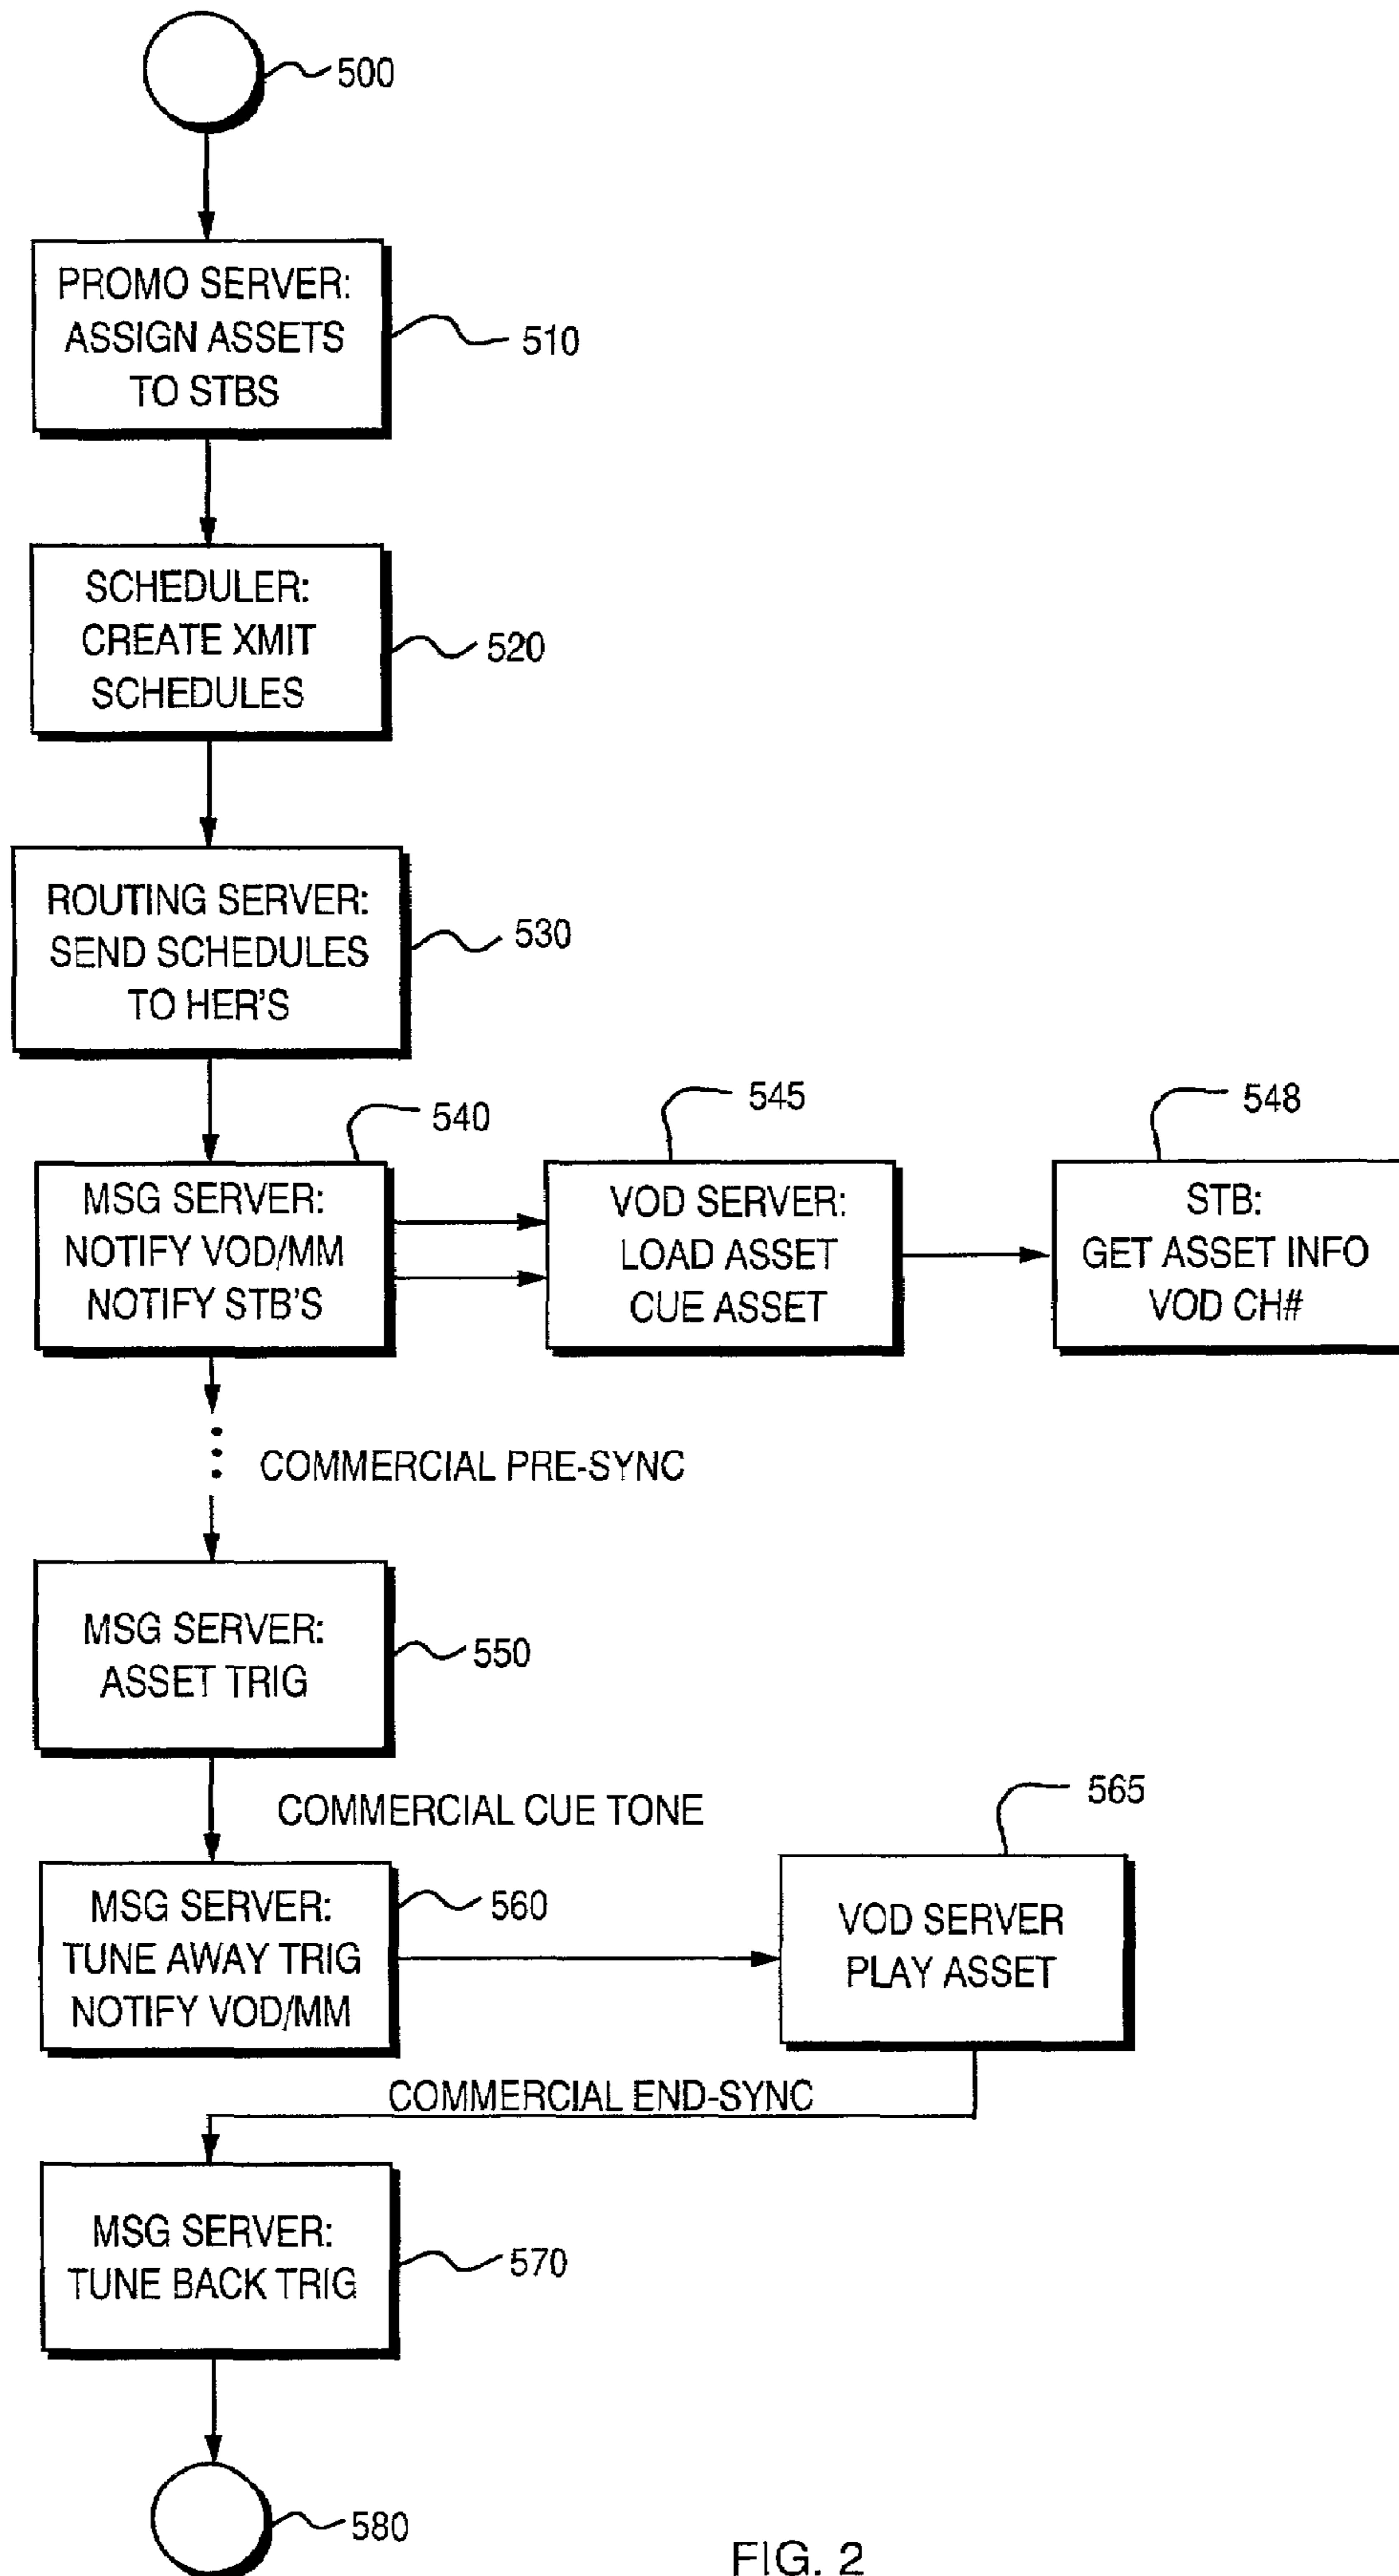 500
PROMO SERVER:
ASSIGN ASSETS
TO STBS
510
SCHEDULER:
CREATE XMIT
SCHEDULES
520
ROUTING SERVER:
SEND SCHEDULES
TO HER'S
530
540
MSG SERVER:
NOTIFY VOD/MM
NOTIFY STB'S
545
VOD SERVER:
LOAD ASSET
CUE ASSET
548
STB:
GET ASSET INFO
VOD CH#
COMMERCIAL PRE-SYNC
MSG SERVER:
ASSET TRIG
550
COMMERCIAL CUE TONE
MSG SERVER:
TUNE AWAY TRIG
NOTIFY VOD/MM
560
565
VOD SERVER
PLAY ASSET
COMMERCIAL END-SYNC
MSG SERVER:
TUNE BACK TRIG
570
580
FIG. 2